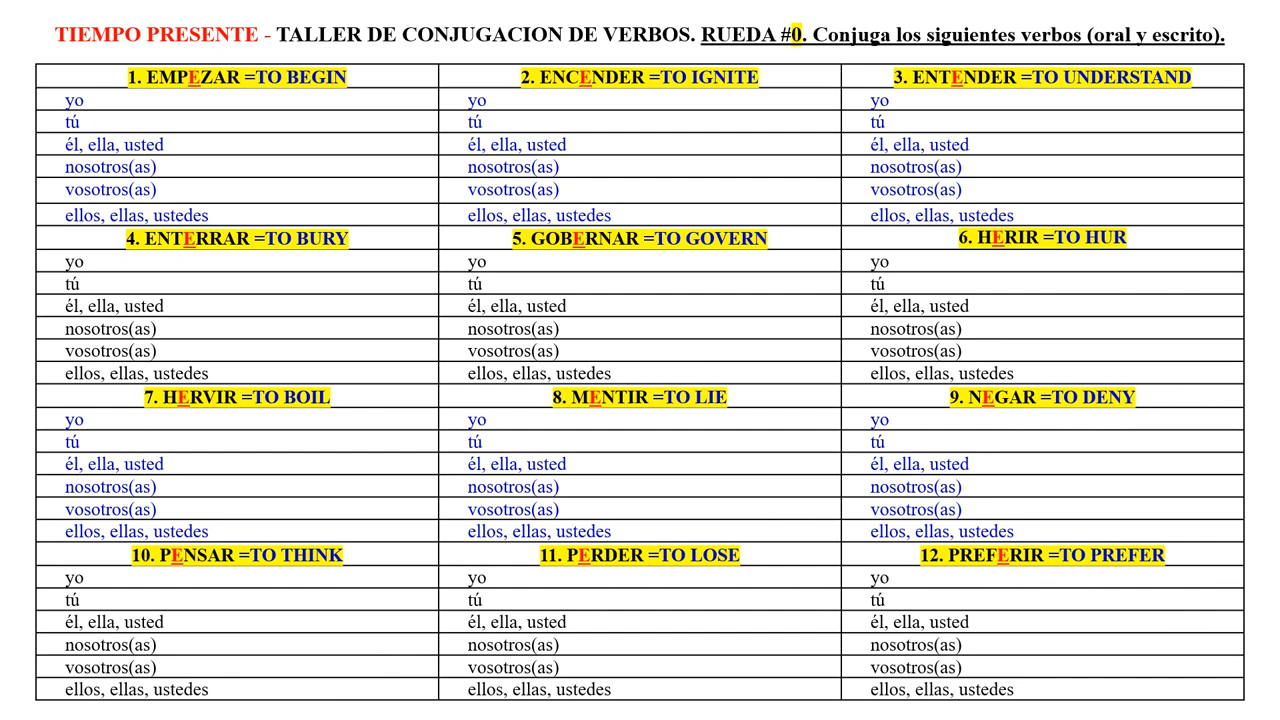 TIEMPO PRESENTE - TALLER DE CONJUGACION DE VERBOS. RUEDA #0. Conjuga los siguientes verbos (oral y escrito).
1. EMPEZAR =TO BEGIN 2. ENCENDER =TO IGNITE 3. ENTENDER =TO UNDERSTAND
yo yo yo
tú tú tú
él, ella, usted él, ella, usted él, ella, usted
nosotros(as) nosotros(as) nosotros(as)
vosotros(as) vosotros(as) vosotros(as)
ellos, ellas, ustedes ellos, ellas, ustedes ellos, ellas, ustedes
4. ENTERRAR =TO BURY 5. GOBERNAR =TO GOVERN 6. HERIR =TO HUR
yo yo yo
tú tú tú
él, ella, usted él, ella, usted él, ella, usted
nosotros(as) nosotros(as) nosotros(as)
vosotros(as) vosotros(as) vosotros(as)
ellos, ellas, ustedes ellos, ellas, ustedes ellos, ellas, ustedes
7. HERVIR =TO BOIL 8. MENTIR =TO LIE 9. NEGAR =TO DENY
yo yo yo
tú tú tú
él, ella, usted él, ella, usted él, ella, usted
nosotros(as) nosotros(as) nosotros(as)
vosotros(as) vosotros(as) vosotros(as)
ellos, ellas, ustedes ellos, ellas, ustedes ellos, ellas, ustedes
10. PENSAR =TO THINK 11. PERDER =TO LOSE 12. PREFERIR =TO PREFER
yo yo yo
tú tú tú
él, ella, usted él, ella, usted él, ella, usted
nosotros(as) nosotros(as) nosotros(as)
vosotros(as) vosotros(as) vosotros(as)
ellos, ellas, ustedes ellos, ellas, ustedes ellos, ellas, ustedes